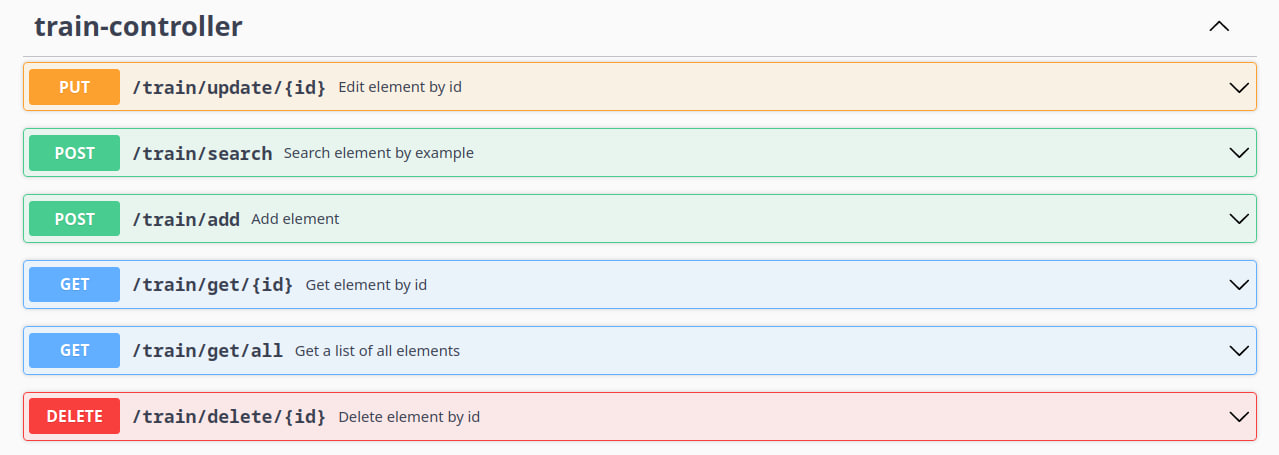 train-controller
PUT /train/update/{id} Edit element by id
POST /train/search Search element by example
POST /train/add Add element
GET /train/get/{id} Get element by id
GET /train/get/all Get a list of all elements
DELETE /train/delete/{id} Delete element by id